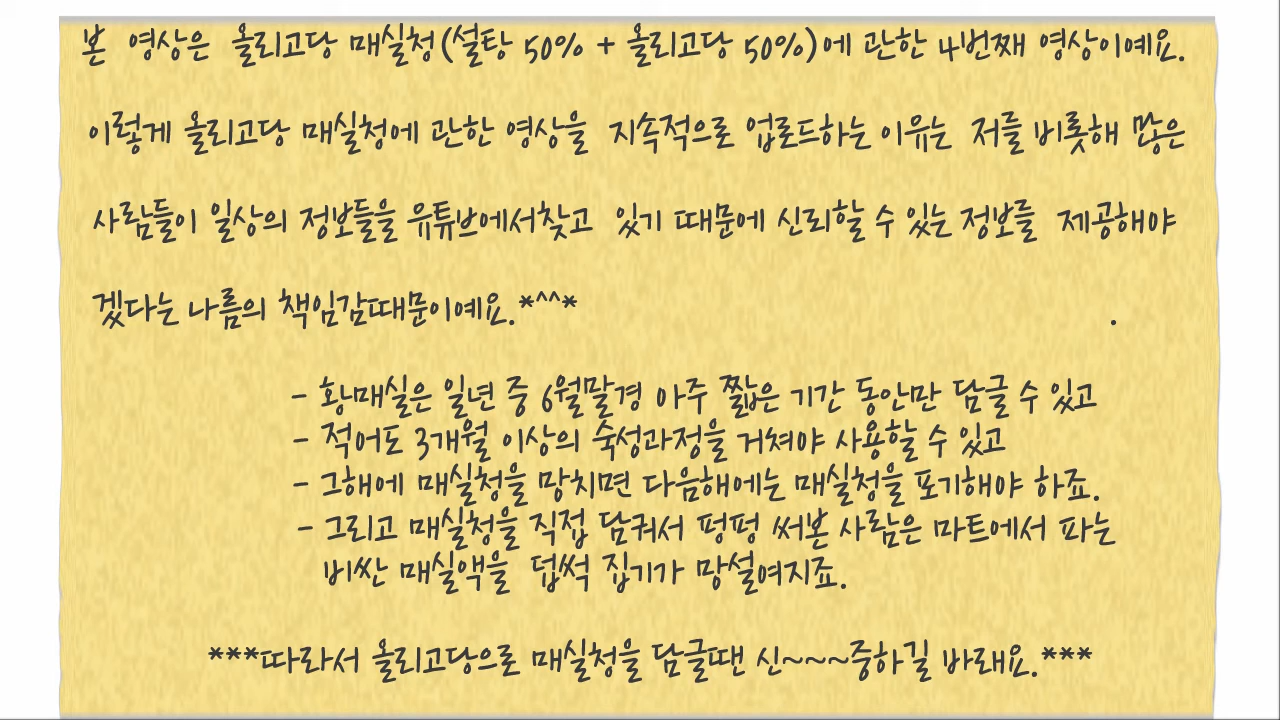 본 영상은 올리고당 매실청(설탕 50% + 올리고당 50%)에 관한 4번째 영상이예요.
이렇게 올리고당 매실청에 관한 영상을 지속적으로 업로드하는 이유는 저를 비롯해 많은
사람들이 일상의 정보들을 유튜브에서찾고 있기 때문에 신뢰할 수 있는 정보를 제공해야
겠다는 나름의 책임감때문이예요.*^^* .
- 황매실은 일년 중 6월말경 아주 짧은 기간 동안만 담글 수 있고
- 적어도 3개월 이상의 숙성과정을 거쳐야 사용할 수 있고
- 그해에 매실청을 망치면 다음해에는 매실청을 포기해야 하죠.
- 그리고 매실청을 직접 담궈서 펑펑 써본 사람은 마트에서 파는
비싼 매실액을 덥썩 집기가 망설여지죠.
***따라서 올리고당으로 매실청을 담글땐 신~~~중하길 바래요.***